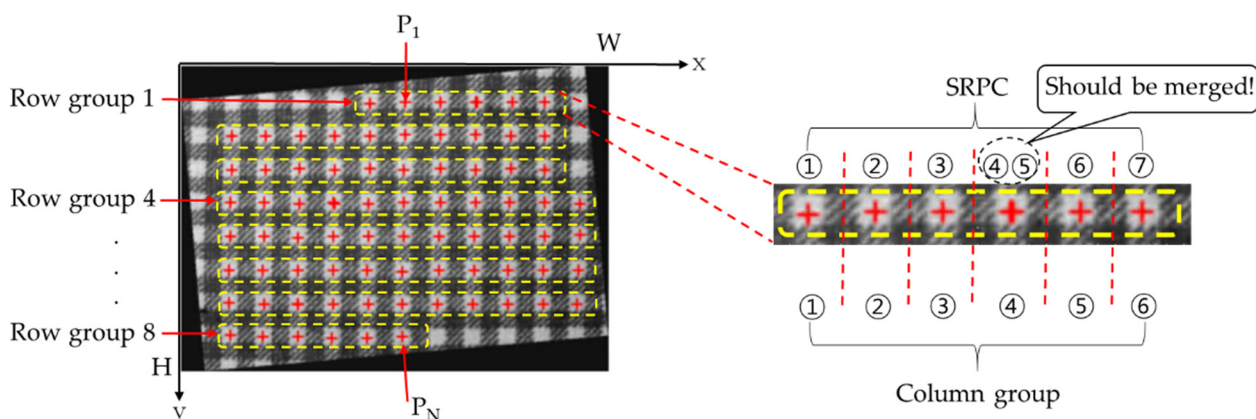 P1
W
x
Row group 1
Row group 4
.
.
.
Row group 8
H
y
PN
Should be merged!
SRPC
① ② ③ ④ ⑤ ⑥ ⑦
① ② ③ ④ ⑤ ⑥
Column group